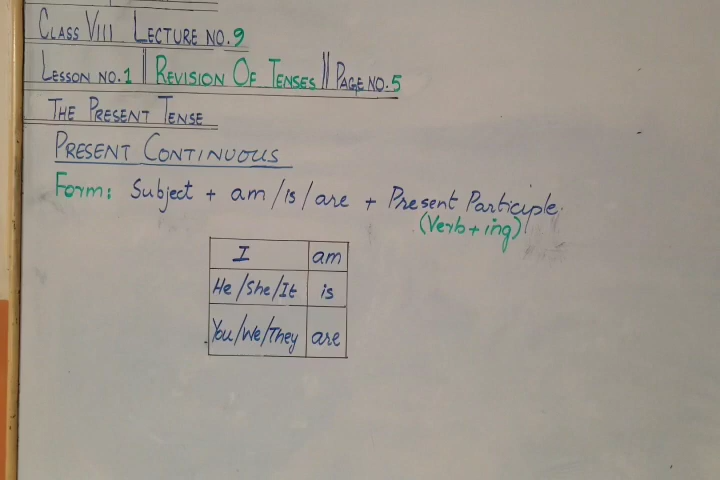 CLASS VIII LECTURE NO.9
LESSON NO.1 || REVISION OF TENSES || PAGE NO.5
THE PRESENT TENSE
PRESENT CONTINUOUS
Form: Subject + am/is/are + Present Participle.
(Verb+ing)
I am
He/She/It is
You/We/They are